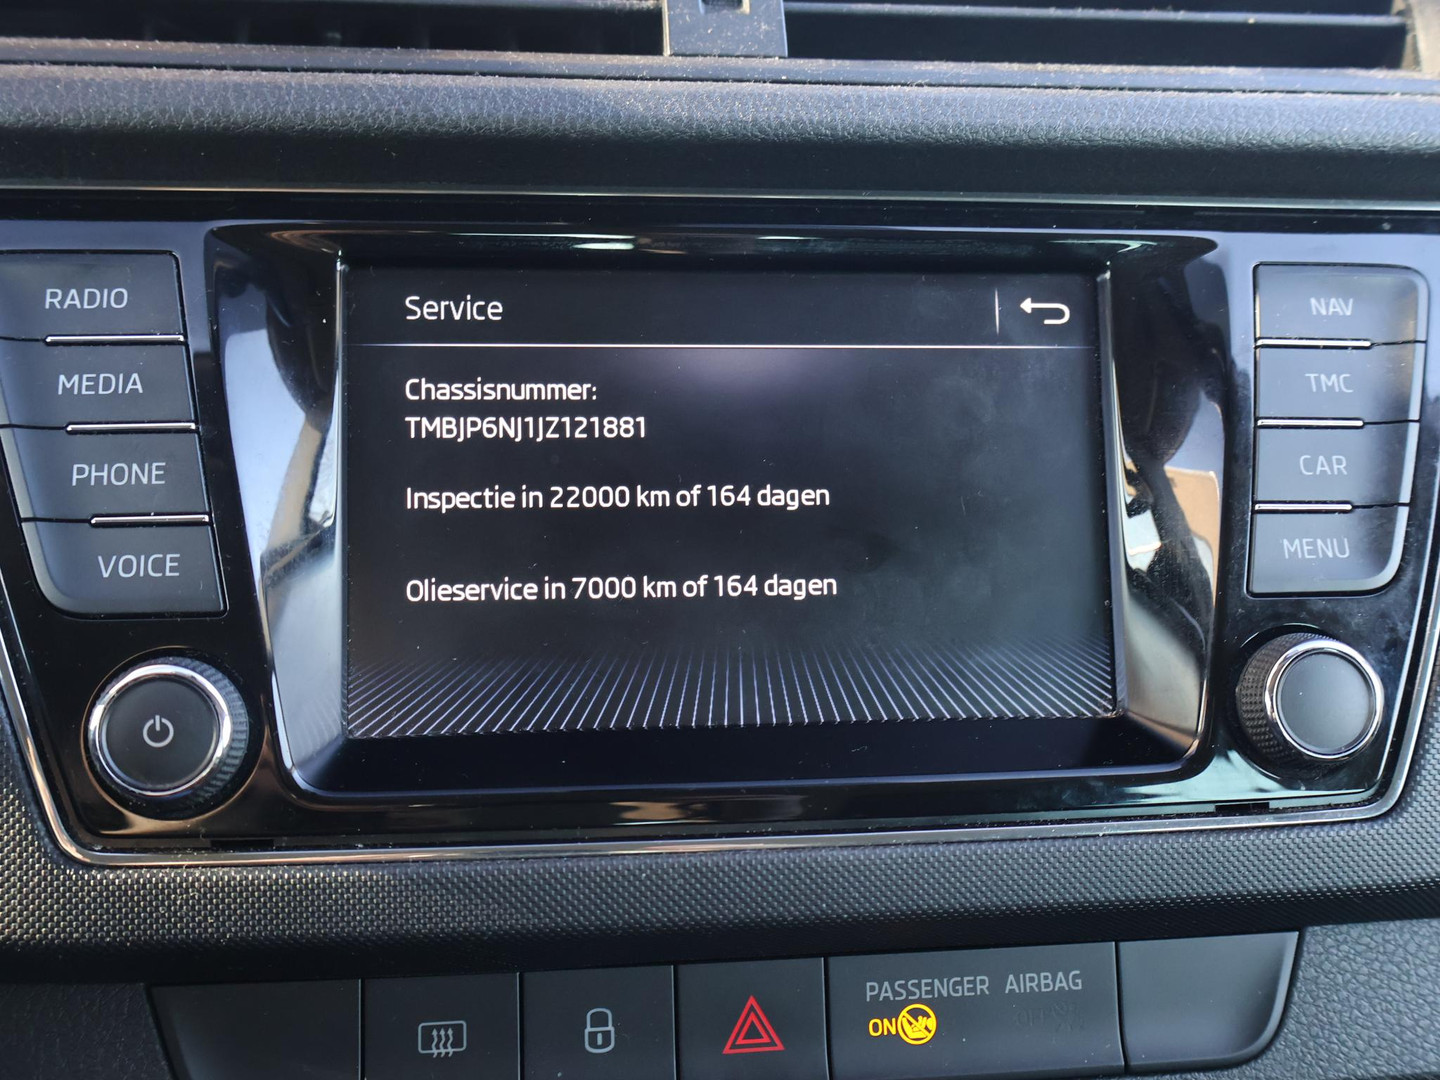 RADIO
MEDIA
PHONE
VOICE
Service
Chassisnummer:
TMBJP6NJ1JZ121881
Inspectie in 22000 km of 164 dagen
Olieservice in 7000 km of 164 dagen
NAV
TMC
CAR
MENU
PASSENGER AIRBAG
ON